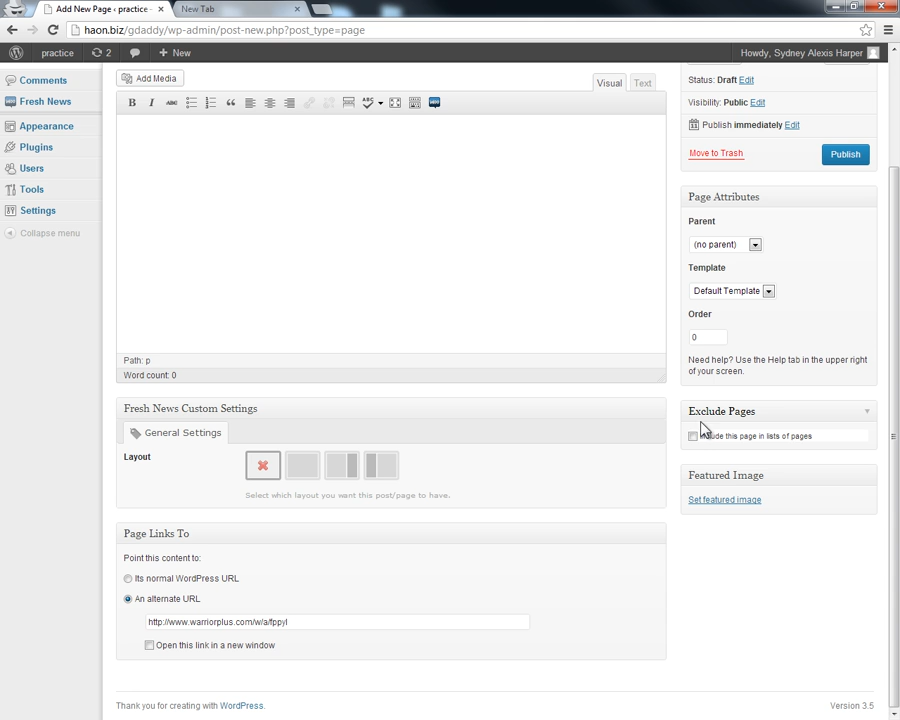 Add New Page ‹ practice -
New Tab
haon.biz/gdaddy/wp-admin/post-new.php?post_type=page
practice
2
+ New
Howdy, Sydney Alexis Harper
Comments
Fresh News
Appearance
Plugins
Users
Tools
Settings
Collapse menu
Add Media
Visual
Text
B I ABC
ABC
Path: p
Word count: 0
Fresh News Custom Settings
General Settings
Layout
Select which layout you want this post/page to have.
Page Links To
Point this content to:
Its normal WordPress URL
An alternate URL
http://www.warriorplus.com/w/a/fppyl
Open this link in a new window
Status: Draft Edit
Visibility: Public Edit
Publish immediately Edit
Move to Trash
Publish
Page Attributes
Parent
(no parent)
Template
Default Template
Order
0
Need help? Use the Help tab in the upper right
of your screen.
Exclude Pages
this page in lists of pages
Featured Image
Set featured image
Thank you for creating with WordPress.
Version 3.5